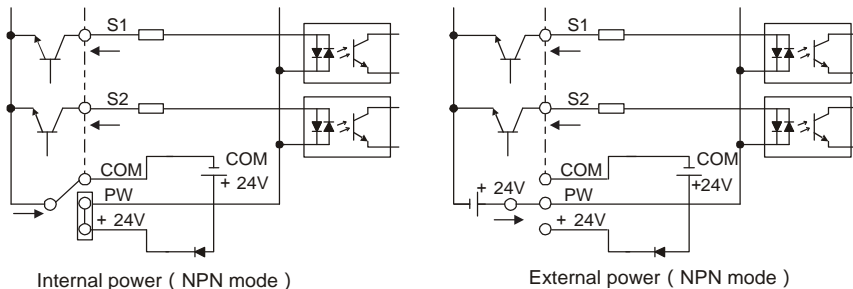 S1
S2
COM
COM
+ 24V
PW
+ 24V
Internal power ( NPN mode )
S1
S2
COM
COM
+24V
+ 24V
PW
+ 24V
External power ( NPN mode )